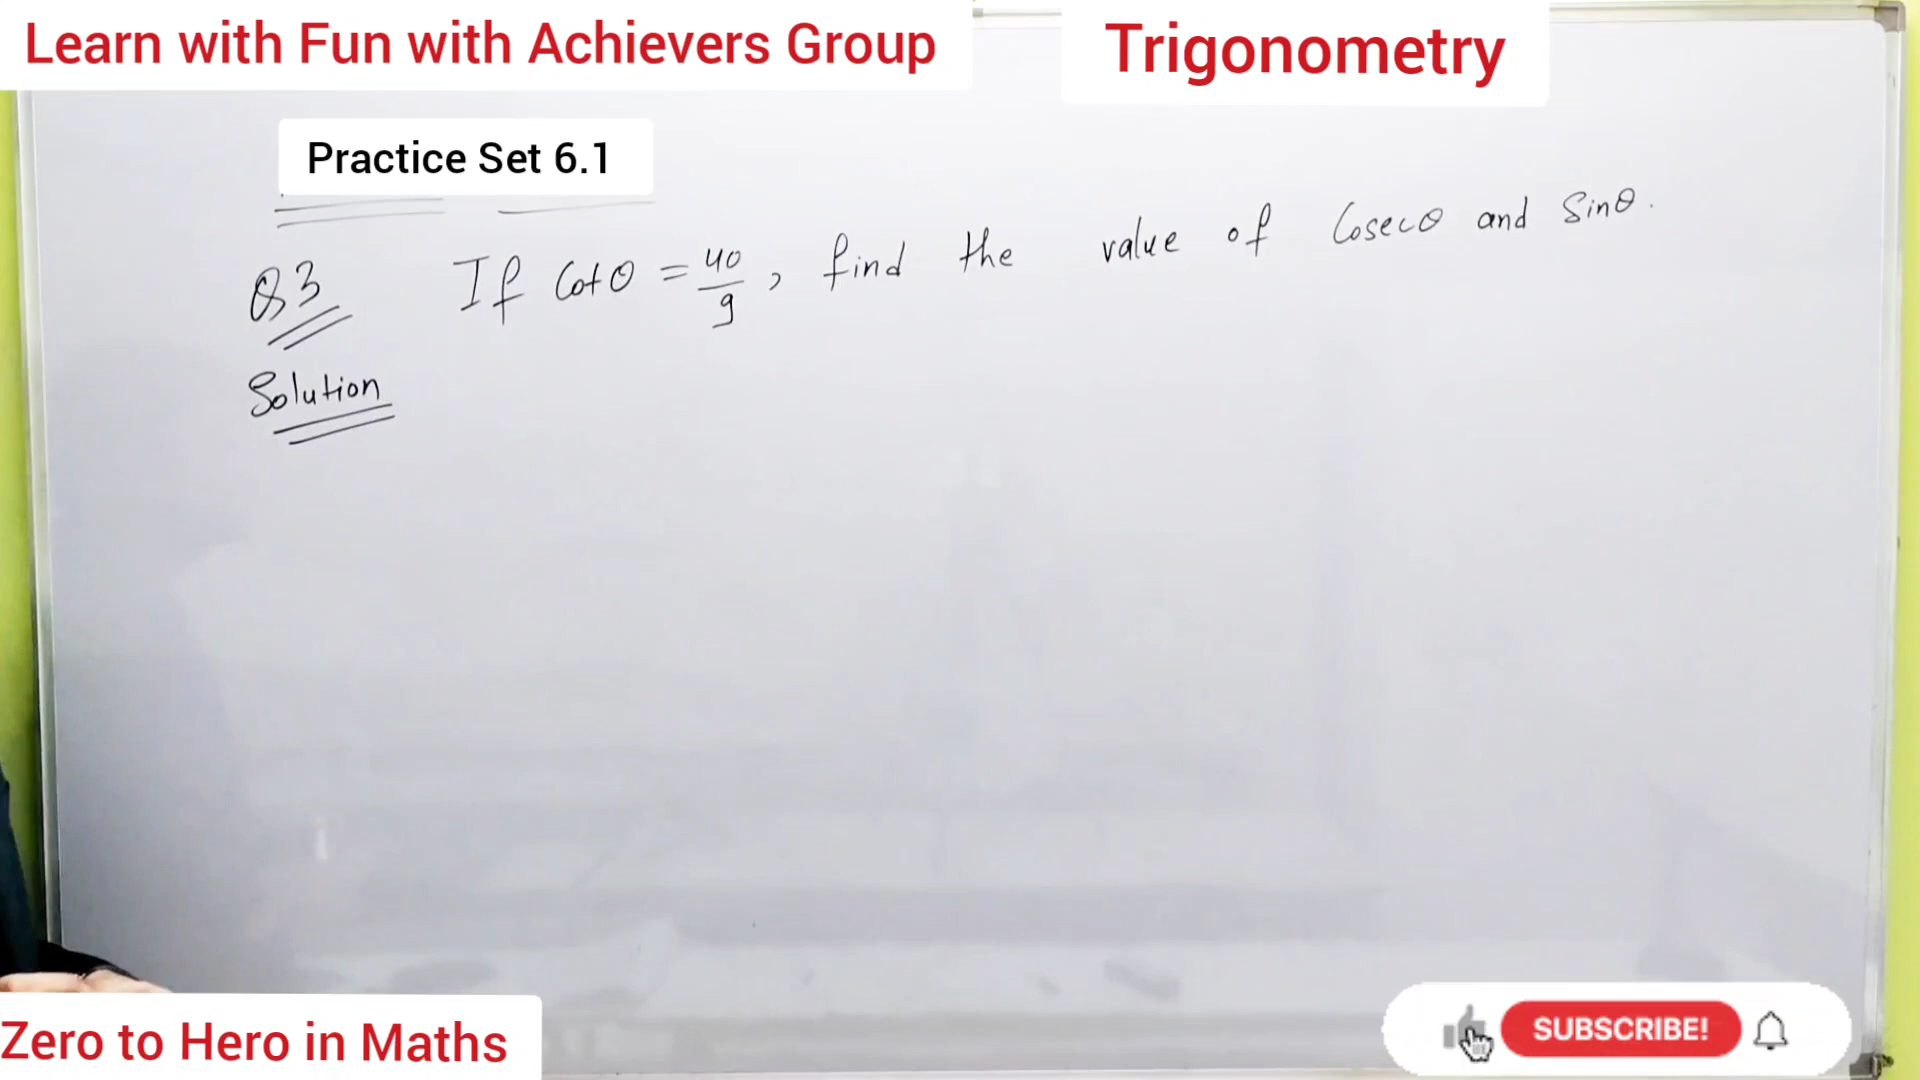 Learn with Fun with Achievers Group
Trigonometry
Practice Set 6.1
Q3 If Cotθ = 40/9, find the value of Cosecθ and Sinθ.
Solution
Zero to Hero in Maths
SUBSCRIBE!